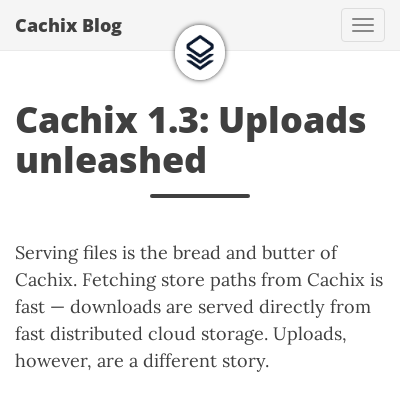 Cachix Blog
Cachix 1.3: Uploads
unleashed
Serving files is the bread and butter of
Cachix. Fetching store paths from Cachix is
fast — downloads are served directly from
fast distributed cloud storage. Uploads,
however, are a different story.